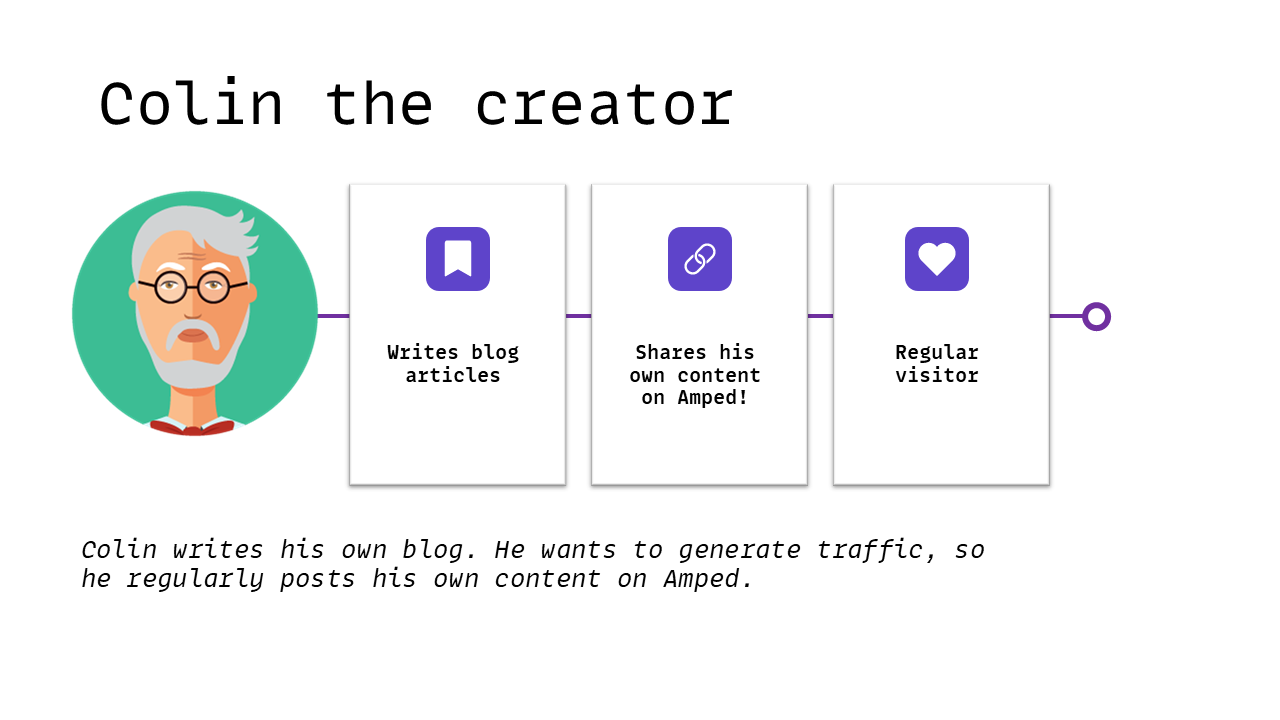 Colin the creator
Writes blog
articles
Shares his
own content
on Amped!
Regular
visitor
Colin writes his own blog. He wants to generate traffic, so
he regularly posts his own content on Amped.